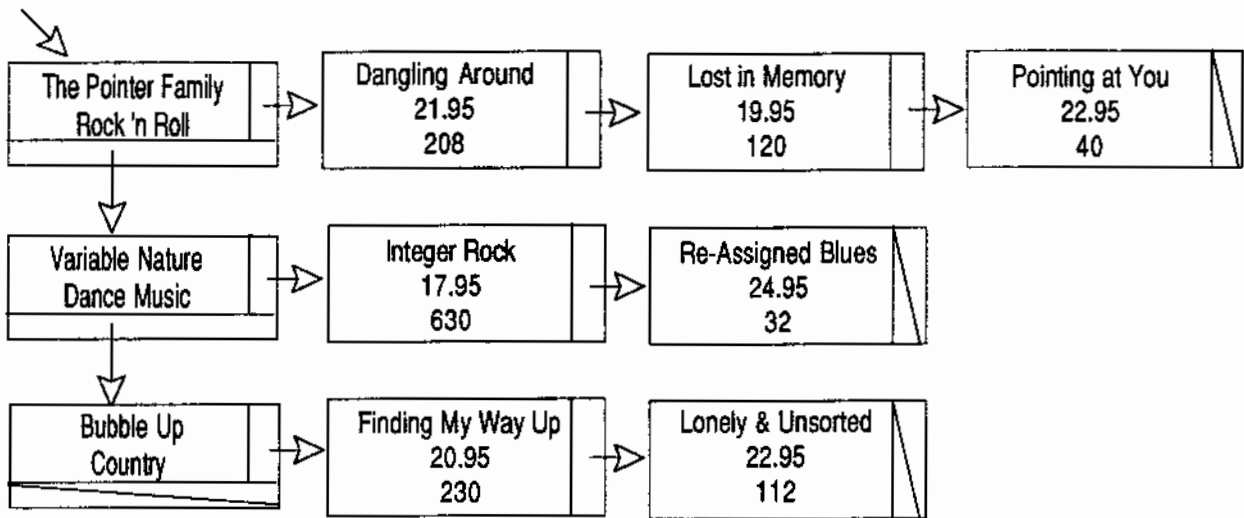 The Pointer Family
Rock 'n Roll
Dangling Around
21.95
208
Lost in Memory
19.95
120
Pointing at You
22.95
40
Variable Nature
Dance Music
Integer Rock
17.95
630
Re-Assigned Blues
24.95
32
Bubble Up
Country
Finding My Way Up
20.95
230
Lonely & Unsorted
22.95
112